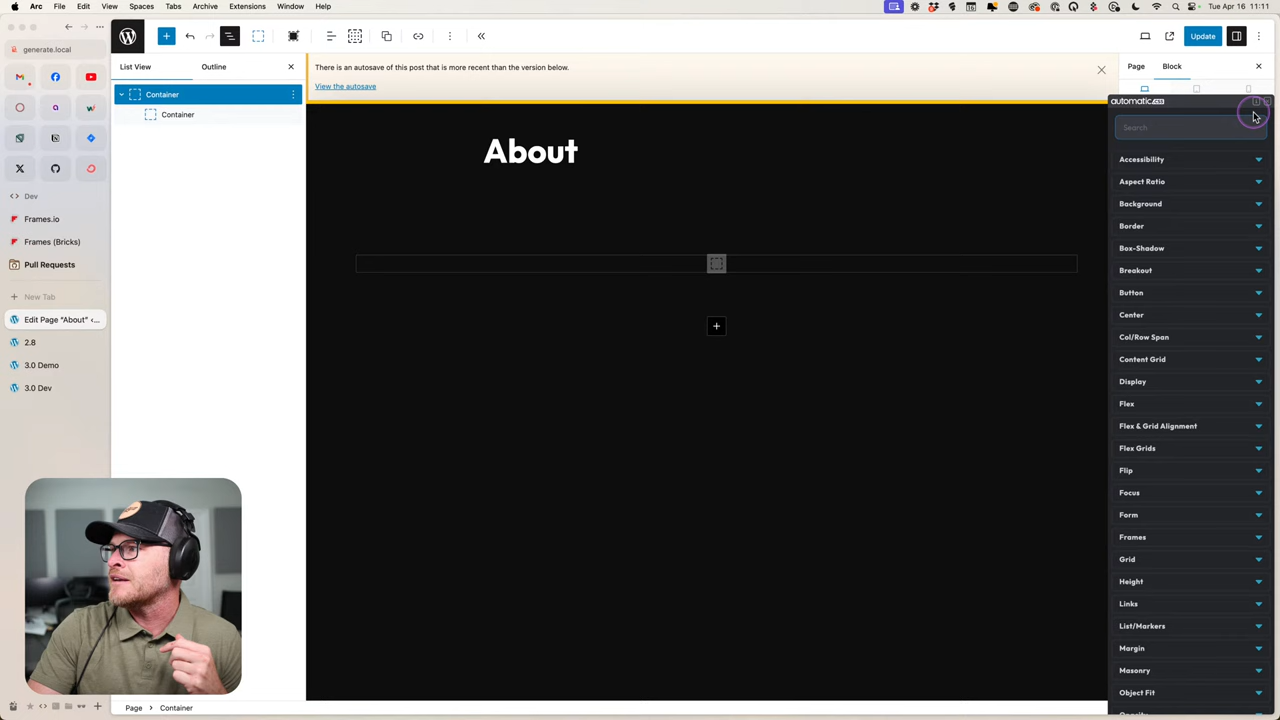 Arc File Edit View Spaces Tabs Archive Extensions Window Help
Tue Apr 16 11:11
generate.local
Dev
Frames.io
Frames (Bricks)
Pull Requests
New Tab
Edit Page “About” ‹...
2.8
3.0 Demo
3.0 Dev
Update
List View
Outline
Container
Container
There is an autosave of this post that is more recent than the version below.
View the autosave
About
Page
Block
automatic.css
Search
Accessibility
Aspect Ratio
Background
Border
Box-Shadow
Breakout
Button
Center
Col/Row Span
Content Grid
Display
Flex
Flex & Grid Alignment
Flex Grids
Flip
Focus
Form
Frames
Grid
Height
Links
List/Markers
Margin
Masonry
Object Fit
Page > Container